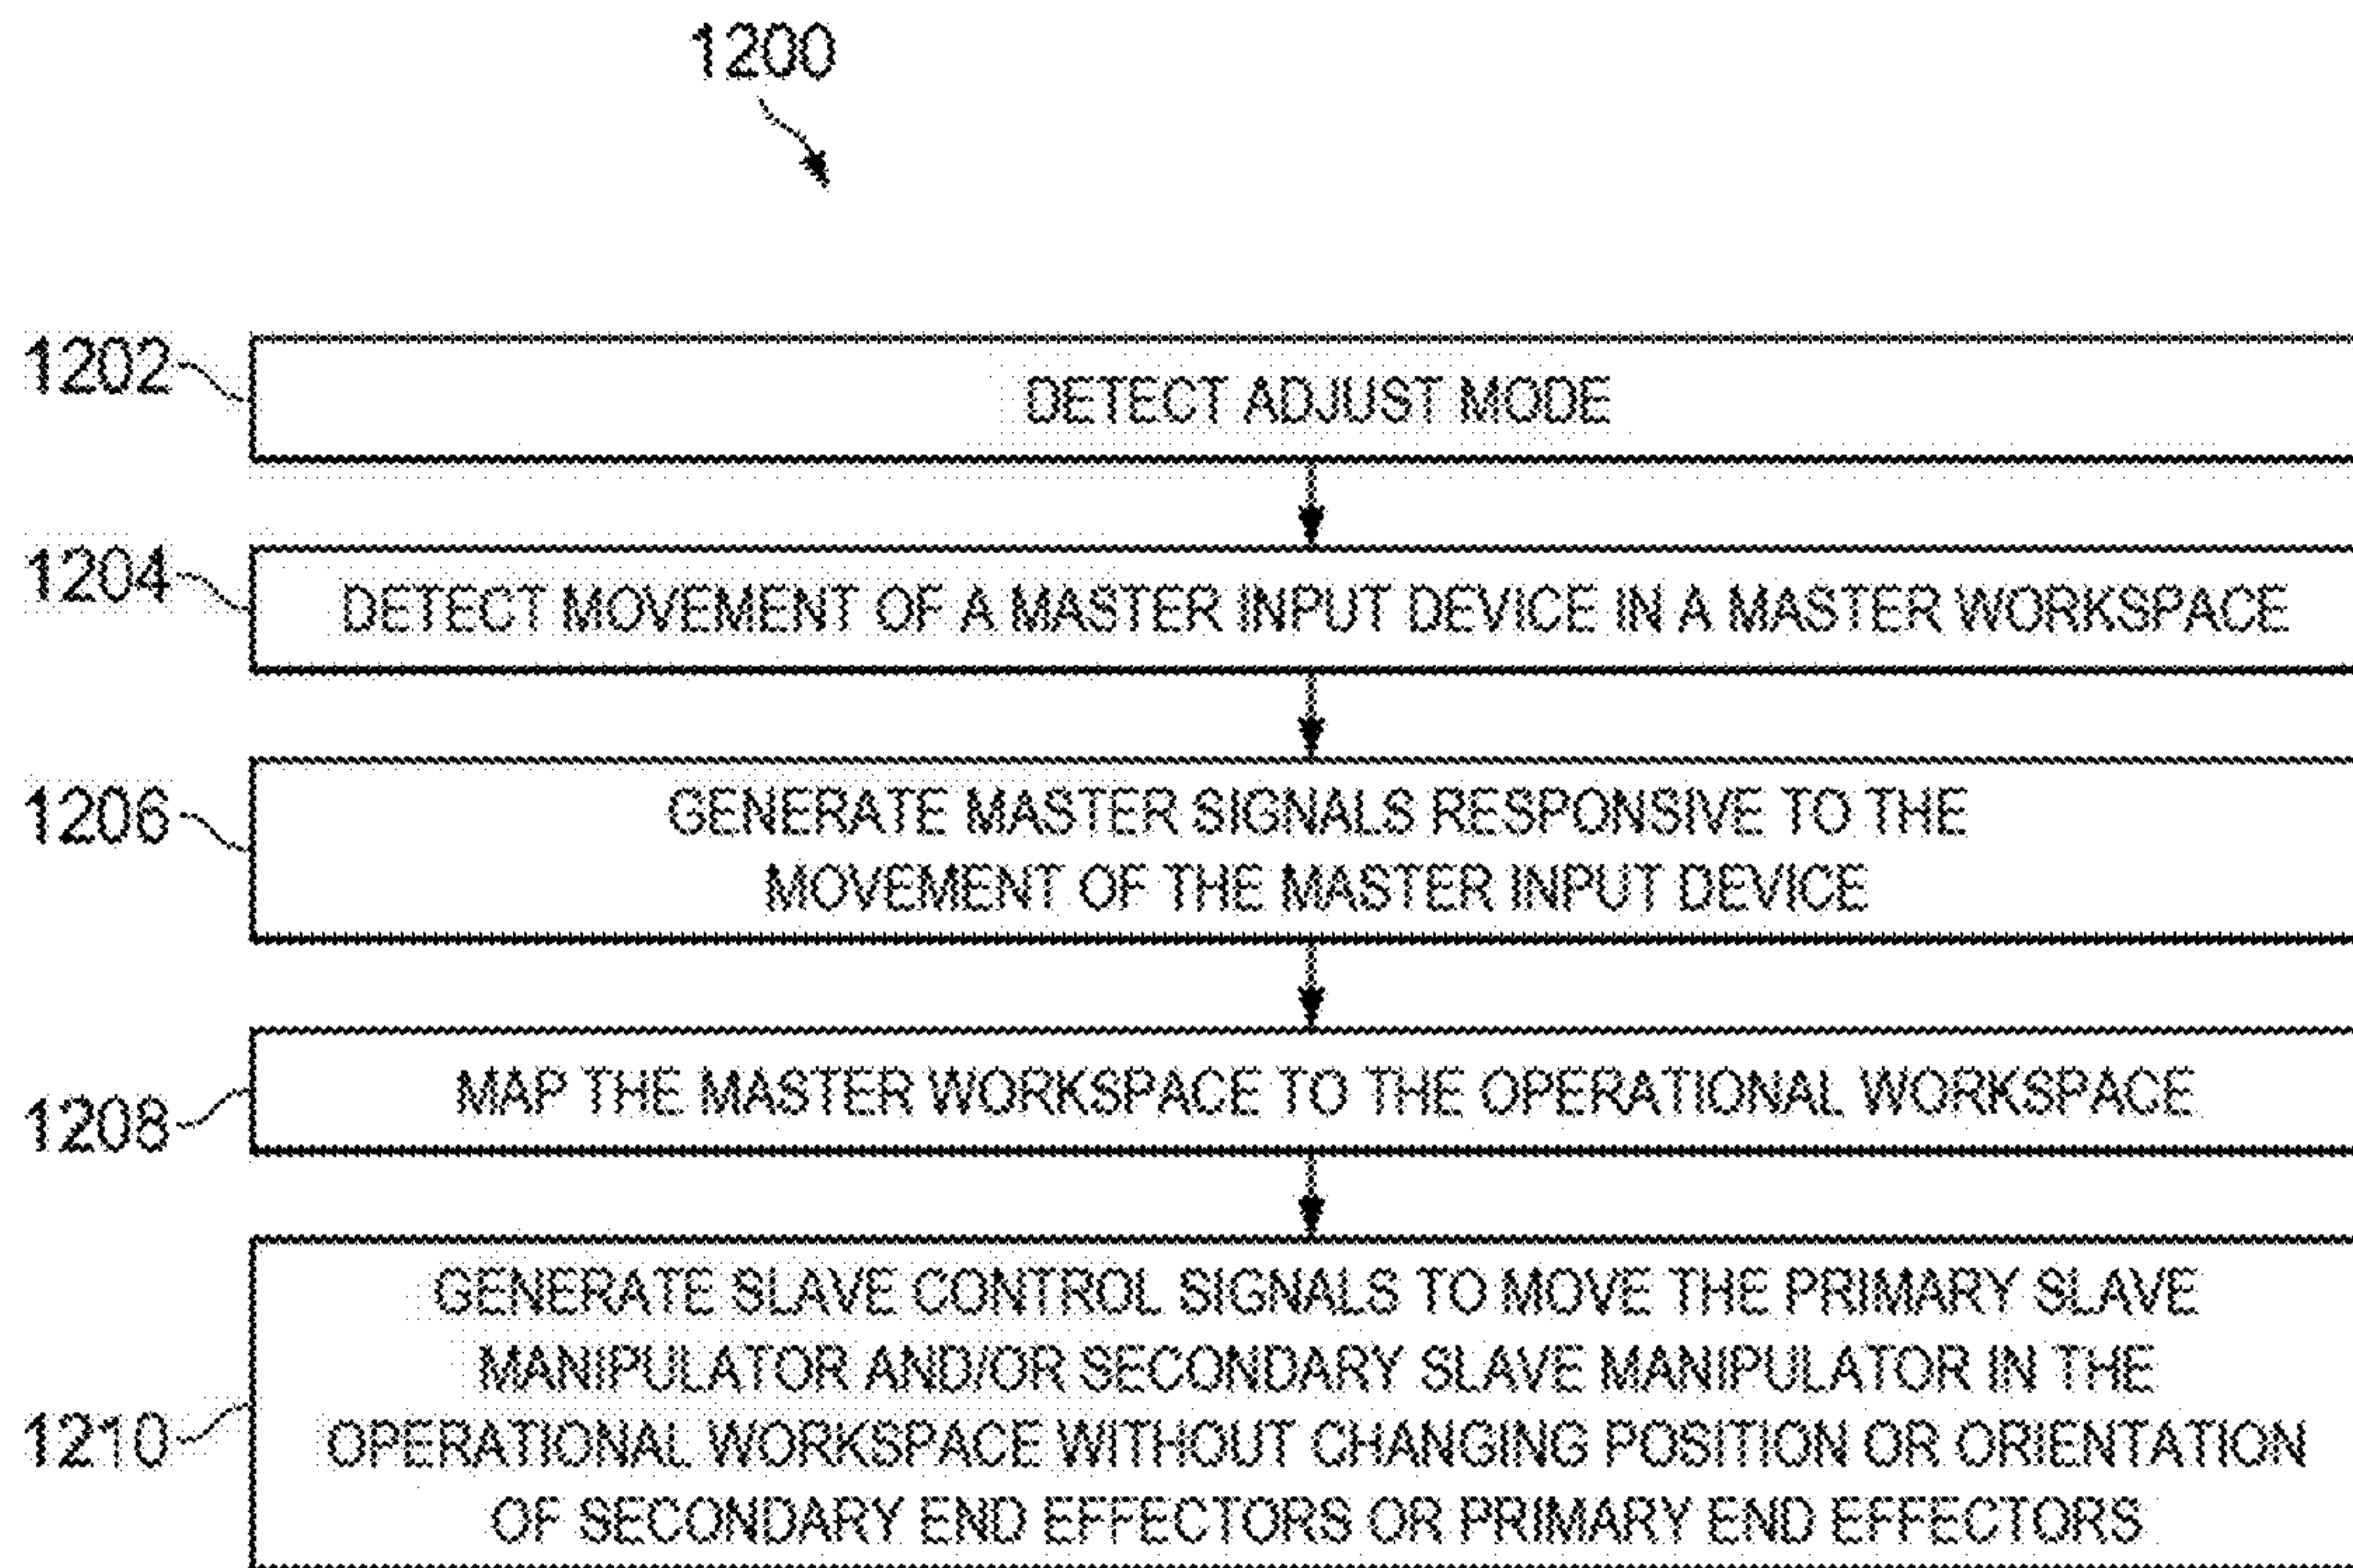 1200
1202
DETECT ADJUST MODE
1204
DETECT MOVEMENT OF A MASTER INPUT DEVICE IN A MASTER WORKSPACE
1206
GENERATE MASTER SIGNALS RESPONSIVE TO THE
MOVEMENT OF THE MASTER INPUT DEVICE
1208
MAP THE MASTER WORKSPACE TO THE OPERATIONAL WORKSPACE
1210
GENERATE SLAVE CONTROL SIGNALS TO MOVE THE PRIMARY SLAVE
MANIPULATOR AND/OR SECONDARY SLAVE MANIPULATOR IN THE
OPERATIONAL WORKSPACE WITHOUT CHANGING POSITION OR ORIENTATION
OF SECONDARY END EFFECTORS OR PRIMARY END EFFECTORS